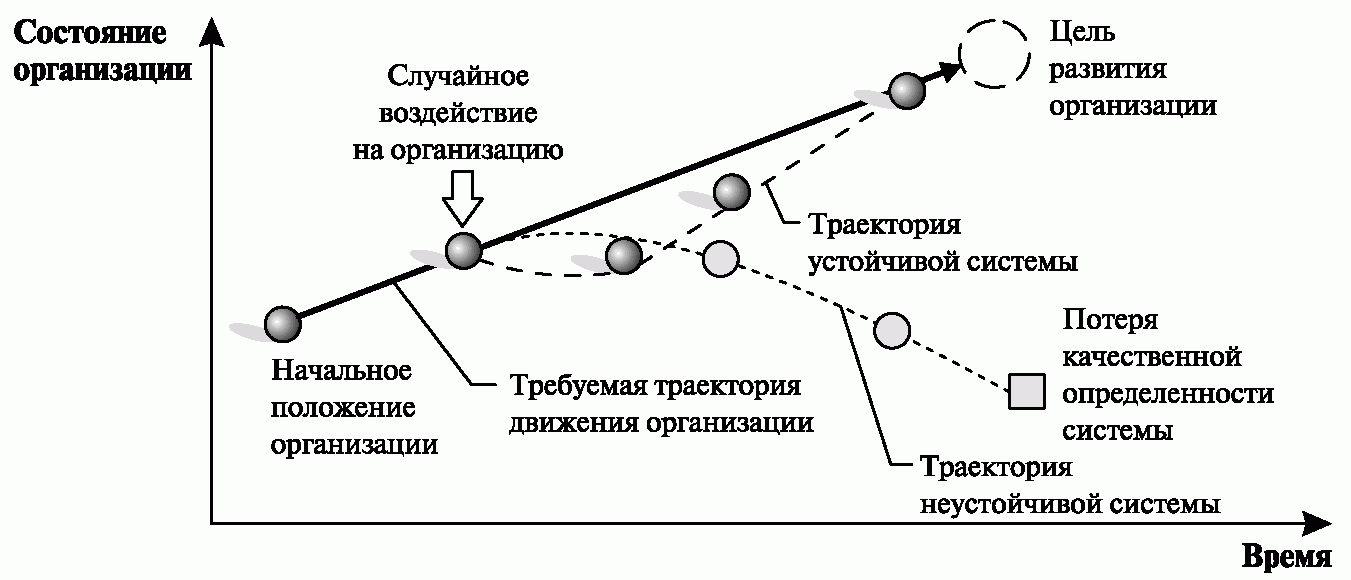 Состояние
организации
Случайное
воздействие
на организацию
Цель
развития
организации
Траектория
устойчивой системы
Начальное
положение
организации
Требуемая траектория
движения организации
Потеря
качественной
определенности
системы
Траектория
неустойчивой системы
Время